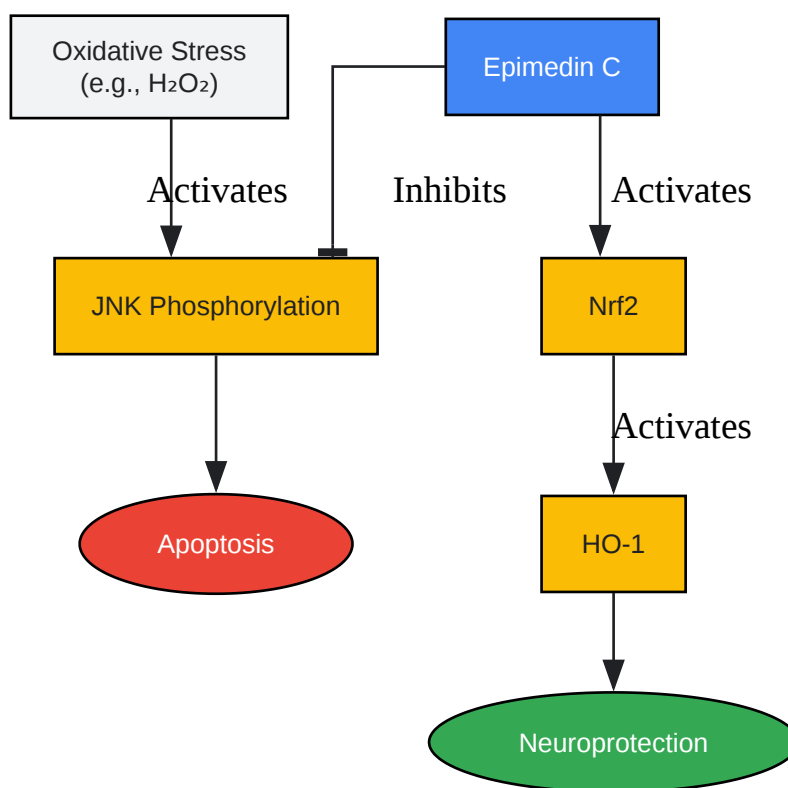 Oxidative Stress
(e.g., H₂O₂)
Epimedin C
Activates
Inhibits
Activates
JNK Phosphorylation
Nrf2
Activates
Apoptosis
HO-1
Neuroprotection